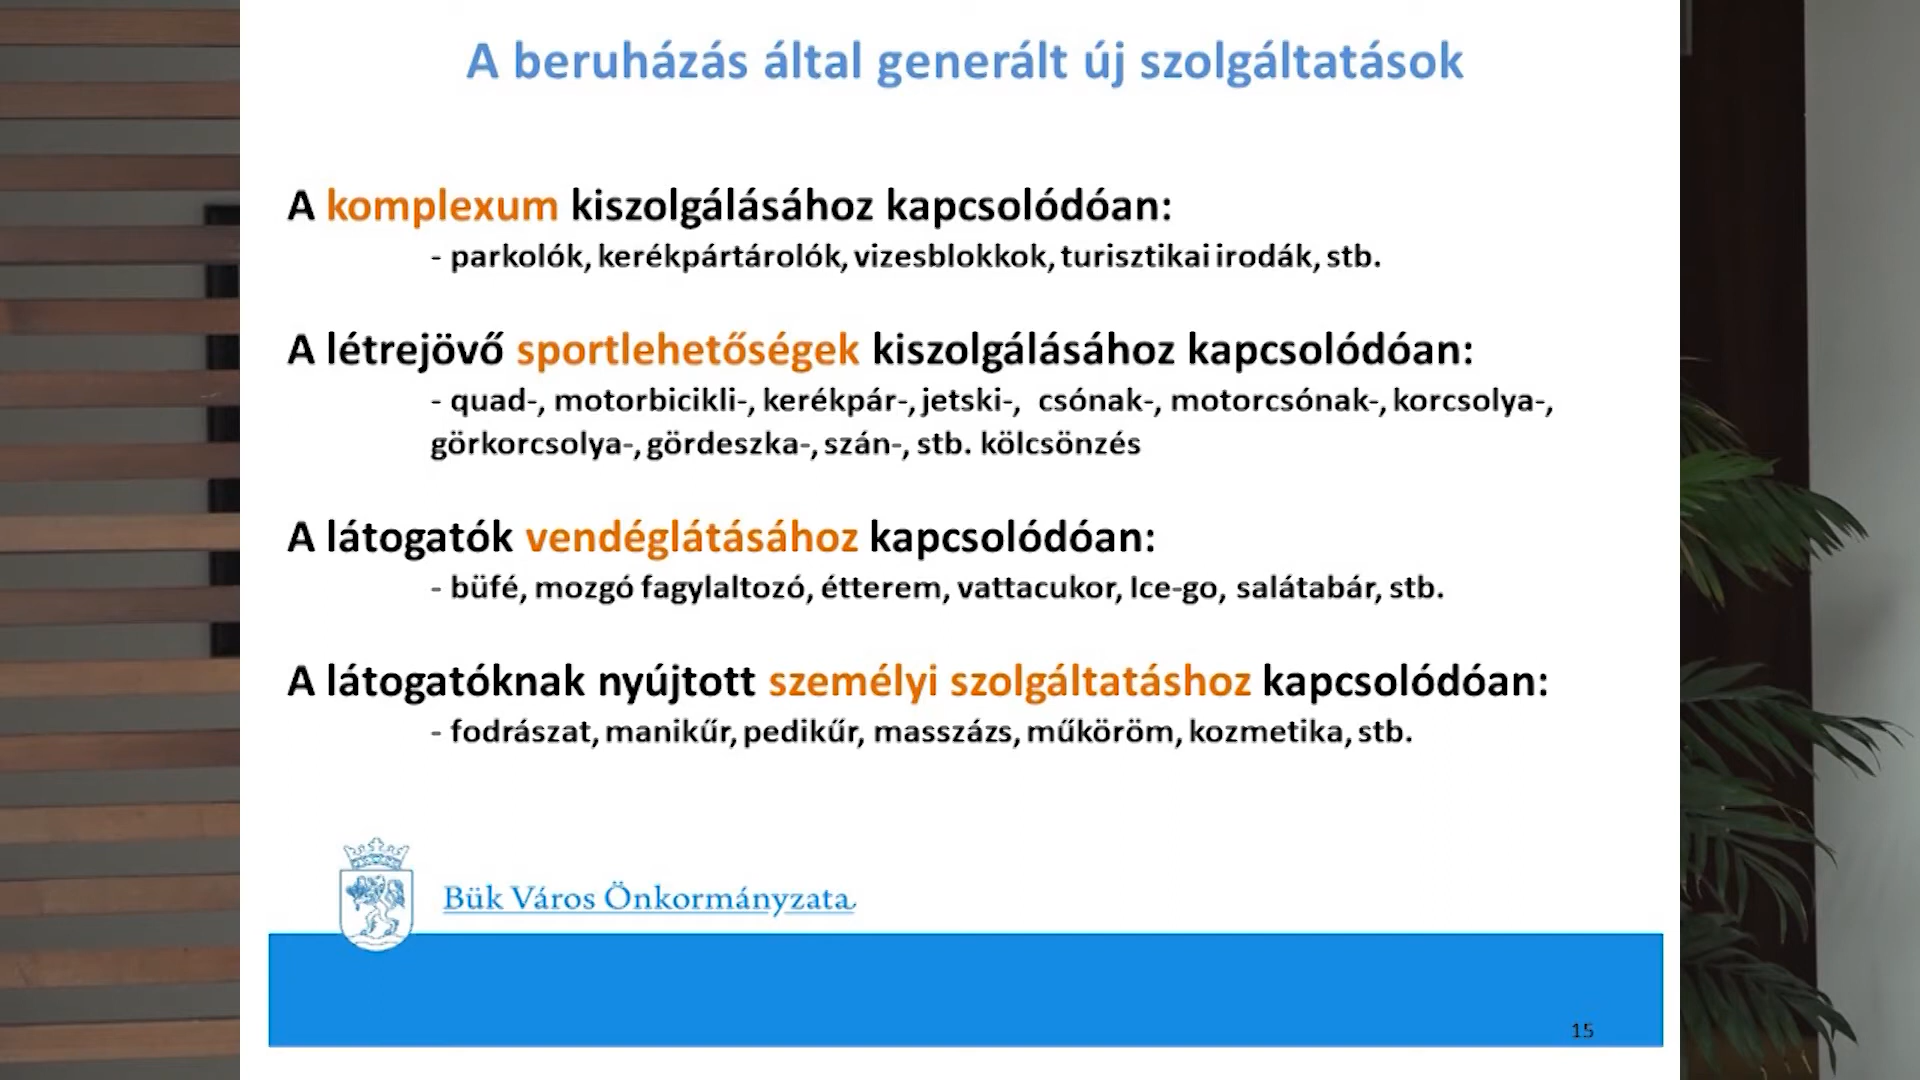 A beruházás által generált új szolgáltatások
A komplexum kiszolgálásához kapcsolódóan:
- parkolók, kerékpártárolók, vizesblokkok, turisztikai irodák, stb.
A létrejövő sportlehetőségek kiszolgálásához kapcsolódóan:
- quad-, motorbicikli-, kerékpár-, jetski-, csónak-, motorcsónak-, korcsolya-,
görkorcsolya-, gördeszka-, szán-, stb. kölcsönzés
A látogatók vendéglátásához kapcsolódóan:
- büfé, mozgó fagylaltozó, étterem, vattacukor, Ice-go, salátabár, stb.
A látogatóknak nyújtott személyi szolgáltatáshoz kapcsolódóan:
- fodrászat, manikűr, pedikűr, masszázs, műköröm, kozmetika, stb.
Bük Város Önkormányzata
15